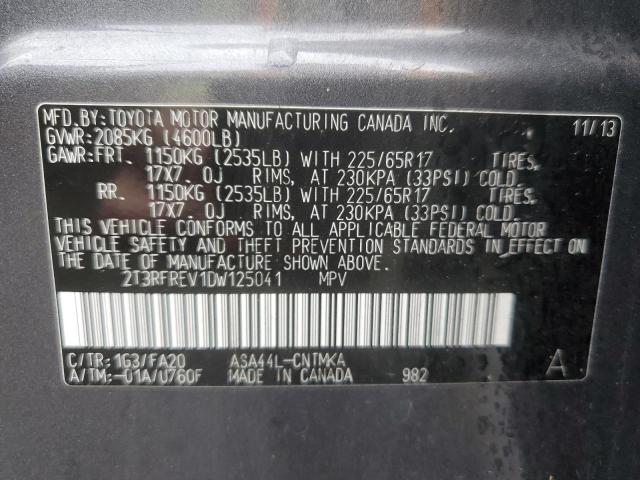 MFD.BY:TOYOTA MOTOR MANUFACTURING CANADA INC. 11/13
GVWR:2085KG (4600LB)
GAWR:FRT. 1150KG (2535LB) WITH 225/65R17 TIRES,
17X7. 0J RIMS, AT 230KPA (33PSI) COLD.
RR. 1150KG (2535LB) WITH 225/65R17 TIRES,
17X7. 0J RIMS, AT 230KPA (33PSI) COLD.
THIS VEHICLE CONFORMS TO ALL APPLICABLE FEDERAL MOTOR
VEHICLE SAFETY AND THEFT PREVENTION STANDARDS IN EFFECT ON
THE DATE OF MANUFACTURE SHOWN ABOVE.
2T3RFREV1DW125041 MPV
C/TR:1G3/FA20 ASA44L-CNTMKA A
A/TM:-01A/U760F MADE IN CANADA 982